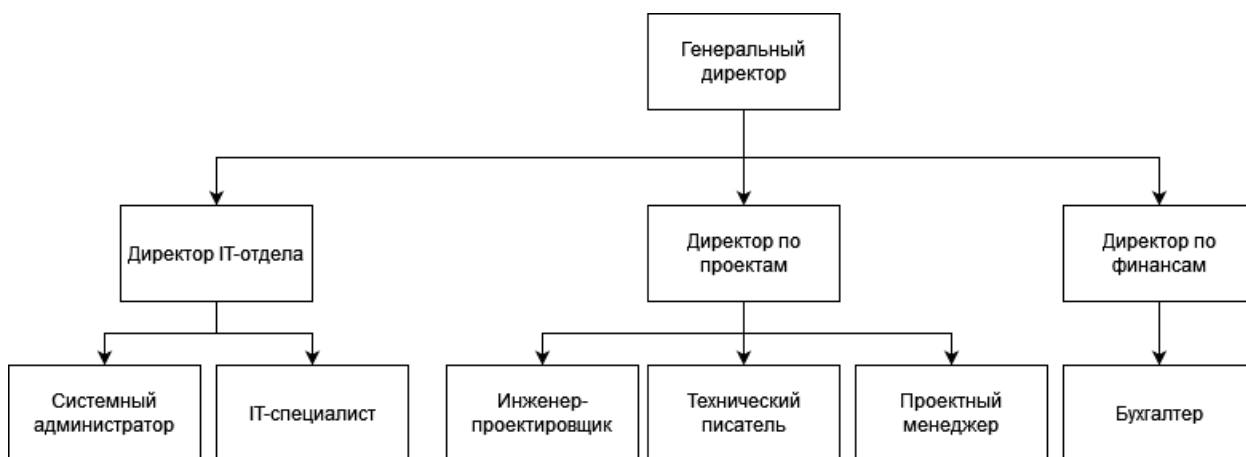 Генеральный
директор
Директор IT-отдела
Директор по
проектам
Директор по
финансам
Системный
администратор
IT-специалист
Инженер-
проектировщик
Технический
писатель
Проектный
менеджер
Бухгалтер